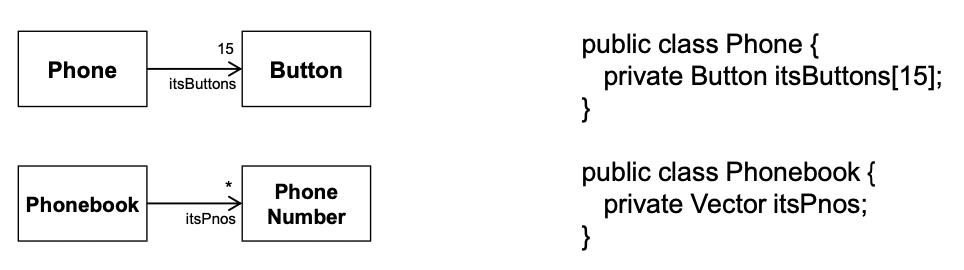 Phone
15
itsButtons
Button
public class Phone {
private Button itsButtons[15];
}
Phonebook
*
itsPnos
Phone
Number
public class Phonebook {
private Vector itsPnos;
}